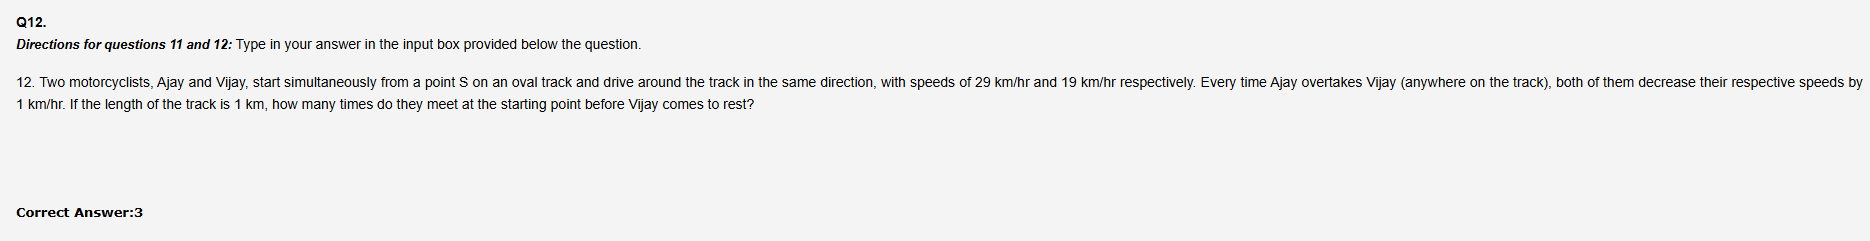 Q12.
Directions for questions 11 and 12: Type in your answer in the input box provided below the question.
12. Two motorcyclists, Ajay and Vijay, start simultaneously from a point S on an oval track and drive around the track in the same direction, with speeds of 29 km/hr and 19 km/hr respectively. Every time Ajay overtakes Vijay (anywhere on the track), both of them decrease their respective speeds by
1 km/hr. If the length of the track is 1 km, how many times do they meet at the starting point before Vijay comes to rest?
Correct Answer:3